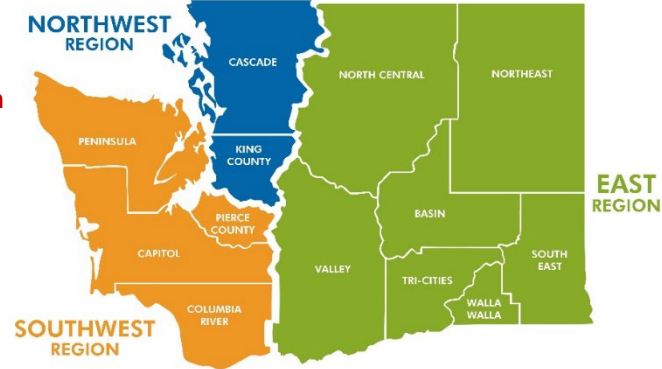 NORTHWEST
REGION
CASCADE
NORTH CENTRAL
NORTHEAST
PENINSULA
KING
COUNTY
EAST
REGION
PIERCE
COUNTY
BASIN
CAPITOL
VALLEY
TRI-CITIES
SOUTH
EAST
WALLA
WALLA
COLUMBIA
RIVER
SOUTHWEST
REGION